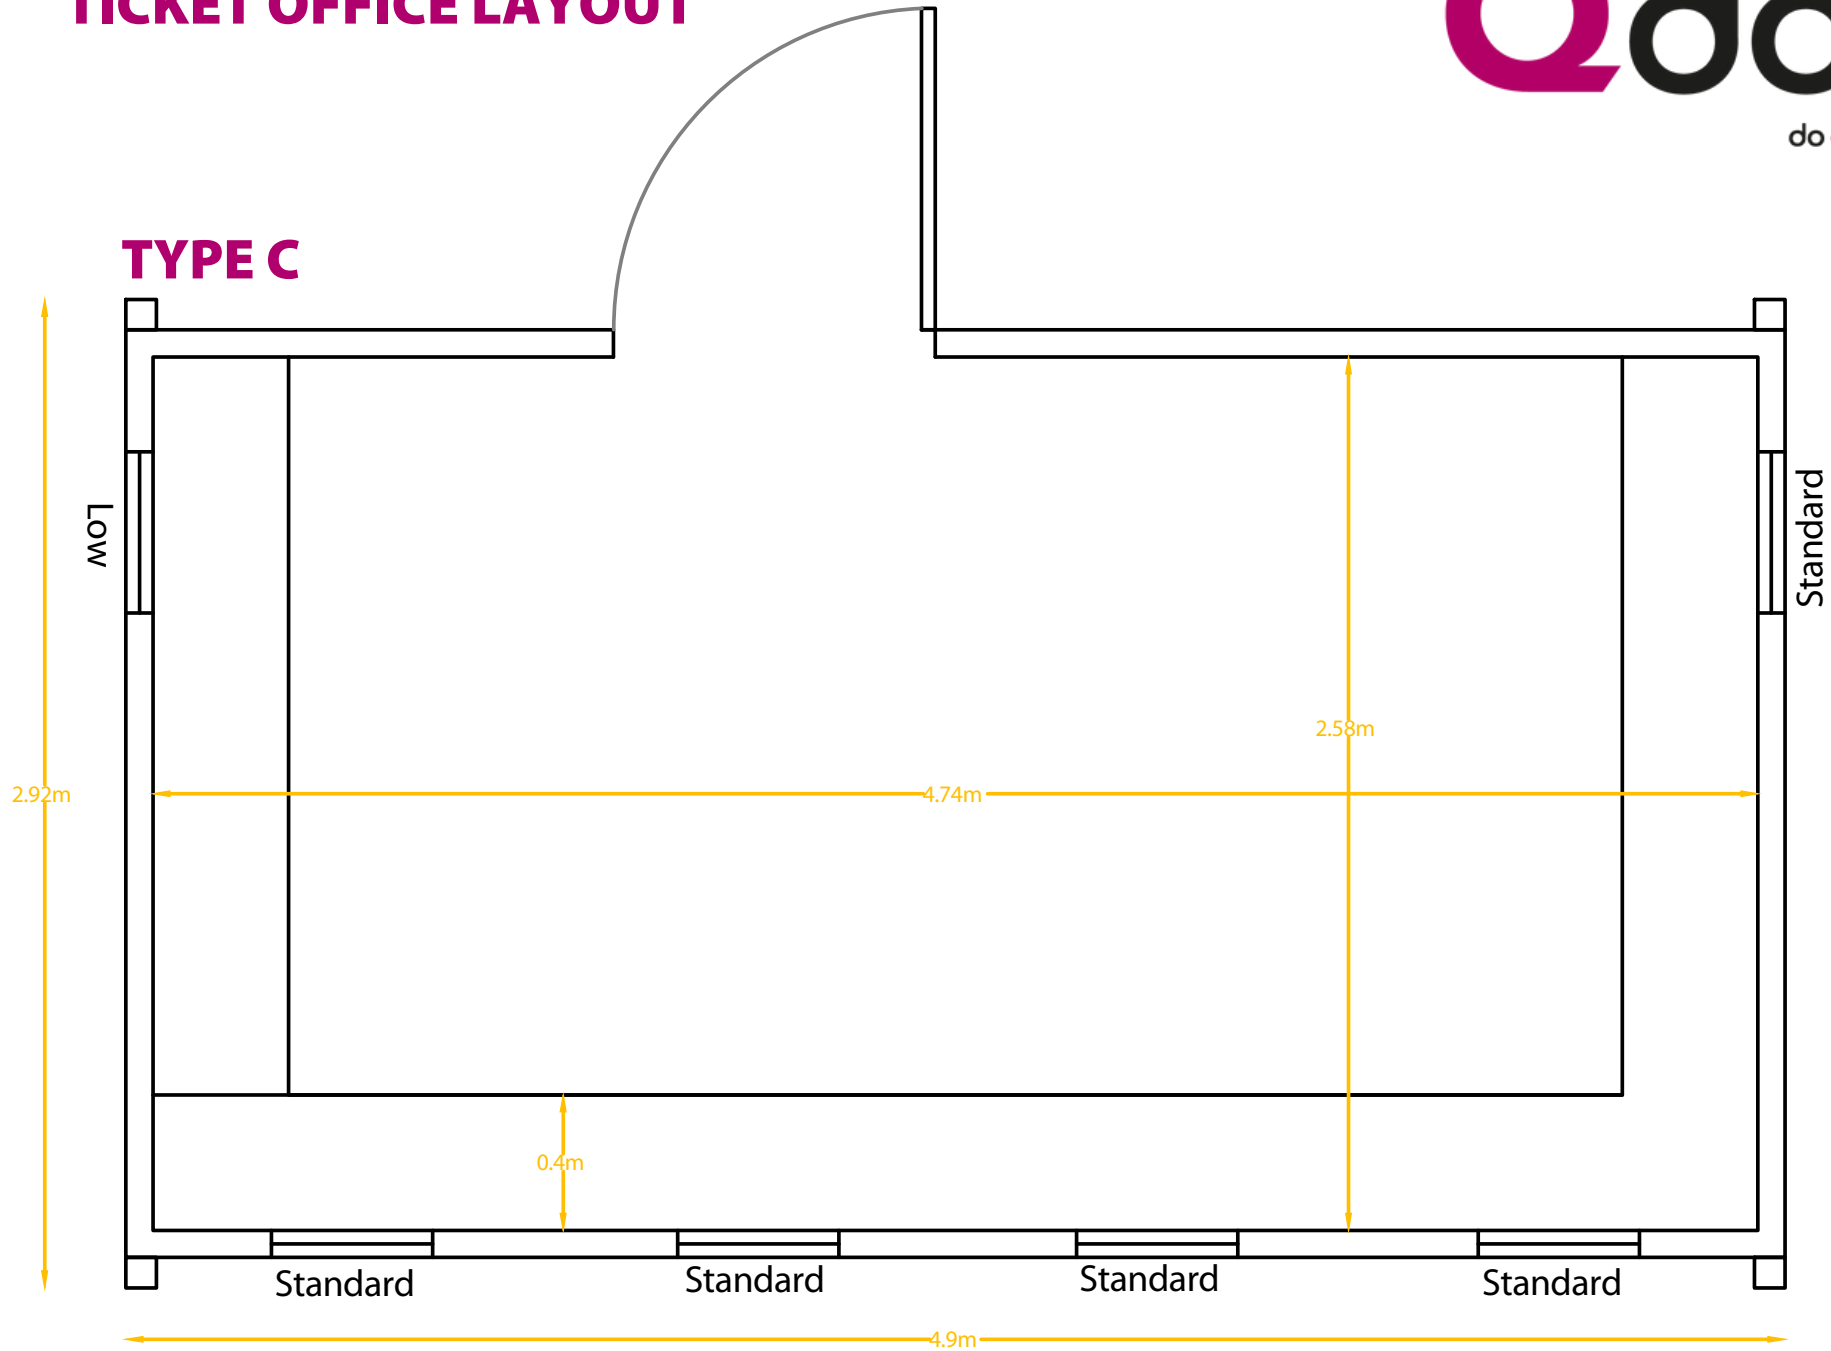 TICKET OFFICE LAYOUT
do
TYPE C
Low
Standard
2.58m
2.92m
4.74m
0.4m
Standard
Standard
Standard
Standard
4.9m